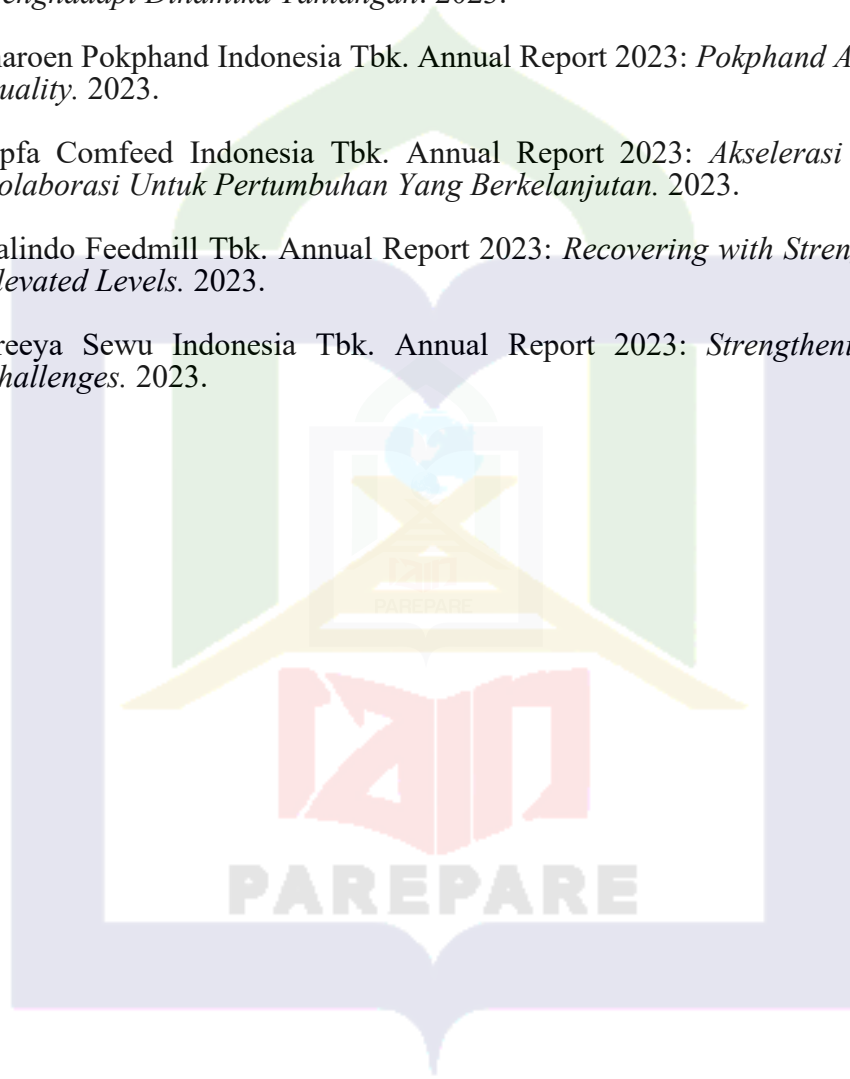 enghadapi Dinamika Tantangan. 2023.
aroen Pokphand Indonesia Tbk. Annual Report 2023: Pokphand A
uality. 2023.
pfa Comfeed Indonesia Tbk. Annual Report 2023: Akselerasi
olaborasi Untuk Pertumbuhan Yang Berkelanjutan. 2023.
alindo Feedmill Tbk. Annual Report 2023: Recovering with Stren
levated Levels. 2023.
reeya Sewu Indonesia Tbk. Annual Report 2023: Strengtheni
hallenges. 2023.
PAREPARE
PAREPARE